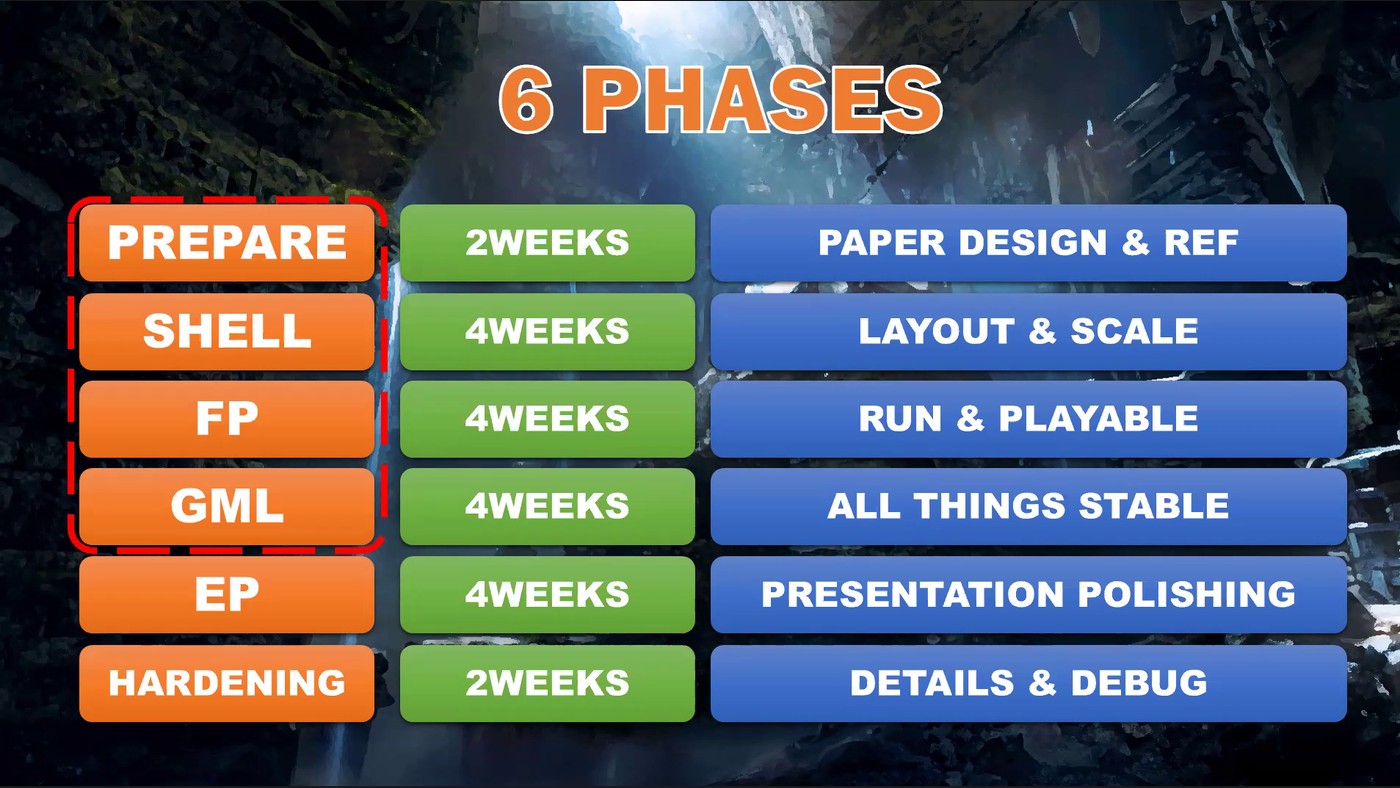 6 PHASES
PREPARE 2WEEKS PAPER DESIGN & REF
SHELL 4WEEKS LAYOUT & SCALE
FP 4WEEKS RUN & PLAYABLE
GML 4WEEKS ALL THINGS STABLE
EP 4WEEKS PRESENTATION POLISHING
HARDENING 2WEEKS DETAILS & DEBUG